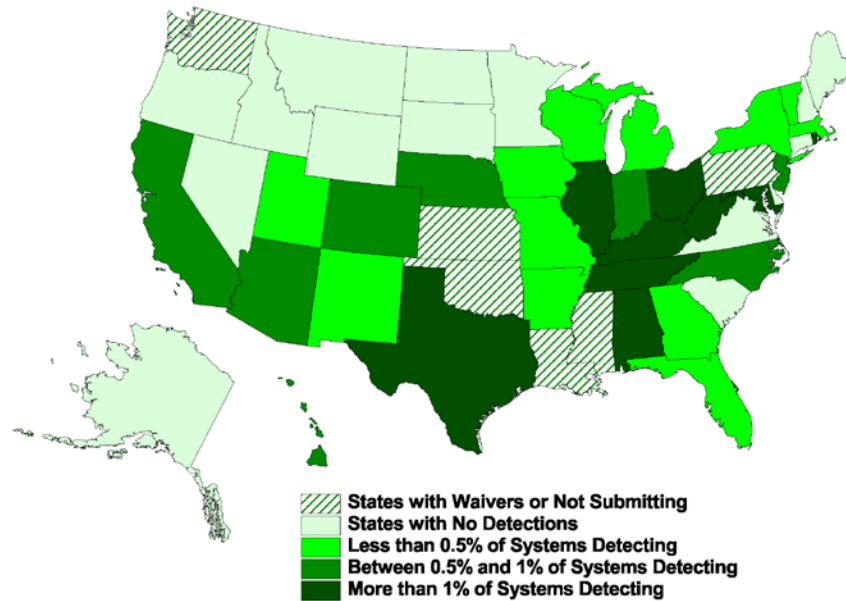 States with Waivers or Not Submitting
States with No Detections
Less than 0.5% of Systems Detecting
Between 0.5% and 1% of Systems Detecting
More than 1% of Systems Detecting